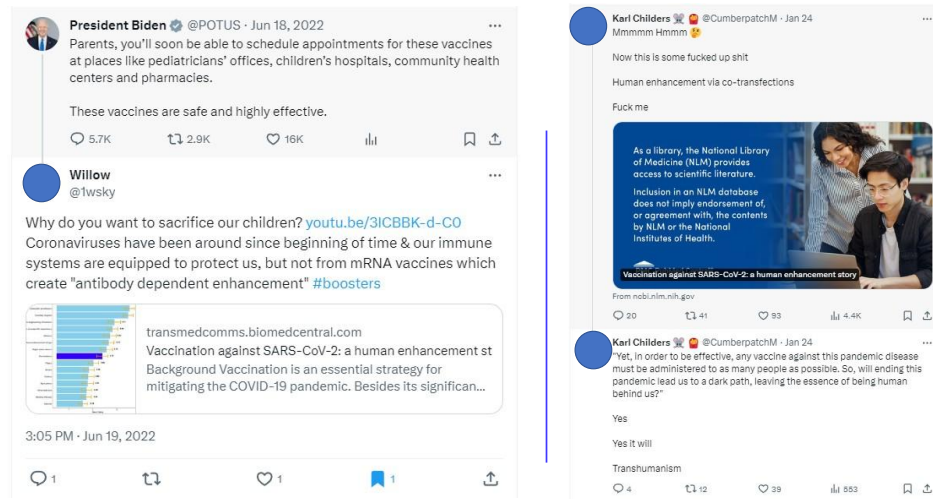 President Biden @POTUS · Jun 18, 2022
Parents, you'll soon be able to schedule appointments for these vaccines
at places like pediatricians' offices, children's hospitals, community health
centers and pharmacies.
These vaccines are safe and highly effective.
5.7K 2.9K 16K
Willow
@1wsky
Why do you want to sacrifice our children? youtu.be/3ICBBK-d-C0
Coronaviruses have been around since beginning of time & our immune
systems are equipped to protect us, but not from mRNA vaccines which
create "antibody dependent enhancement" #boosters
transmedcomms.biomedcentral.com
Vaccination against SARS-CoV-2: a human enhancement st
Background Vaccination is an essential strategy for
mitigating the COVID-19 pandemic. Besides its significan...
3:05 PM · Jun 19, 2022
1 1 1
Karl Childers @CumberpatchM · Jan 24
Mmmmm Hmmm
Now this is some fucked up shit
Human enhancement via co-transfections
Fuck me
As a library, the National Library
of Medicine (NLM) provides
access to scientific literature.
Inclusion in an NLM database
does not imply endorsement of,
or agreement with, the contents
by NLM or the National
Institutes of Health.
Vaccination against SARS-CoV-2: a human enhancement story
From ncbi.nlm.nih.gov
20 41 93 4.4K
Karl Childers @CumberpatchM · Jan 24
"Yet, in order to be effective, any vaccine against this pandemic disease
must be administered to as many people as possible. So, will ending this
pandemic lead us to a dark path, leaving the essence of being human
behind us?"
Yes
Yes it will
Transhumanism
4 12 39 553